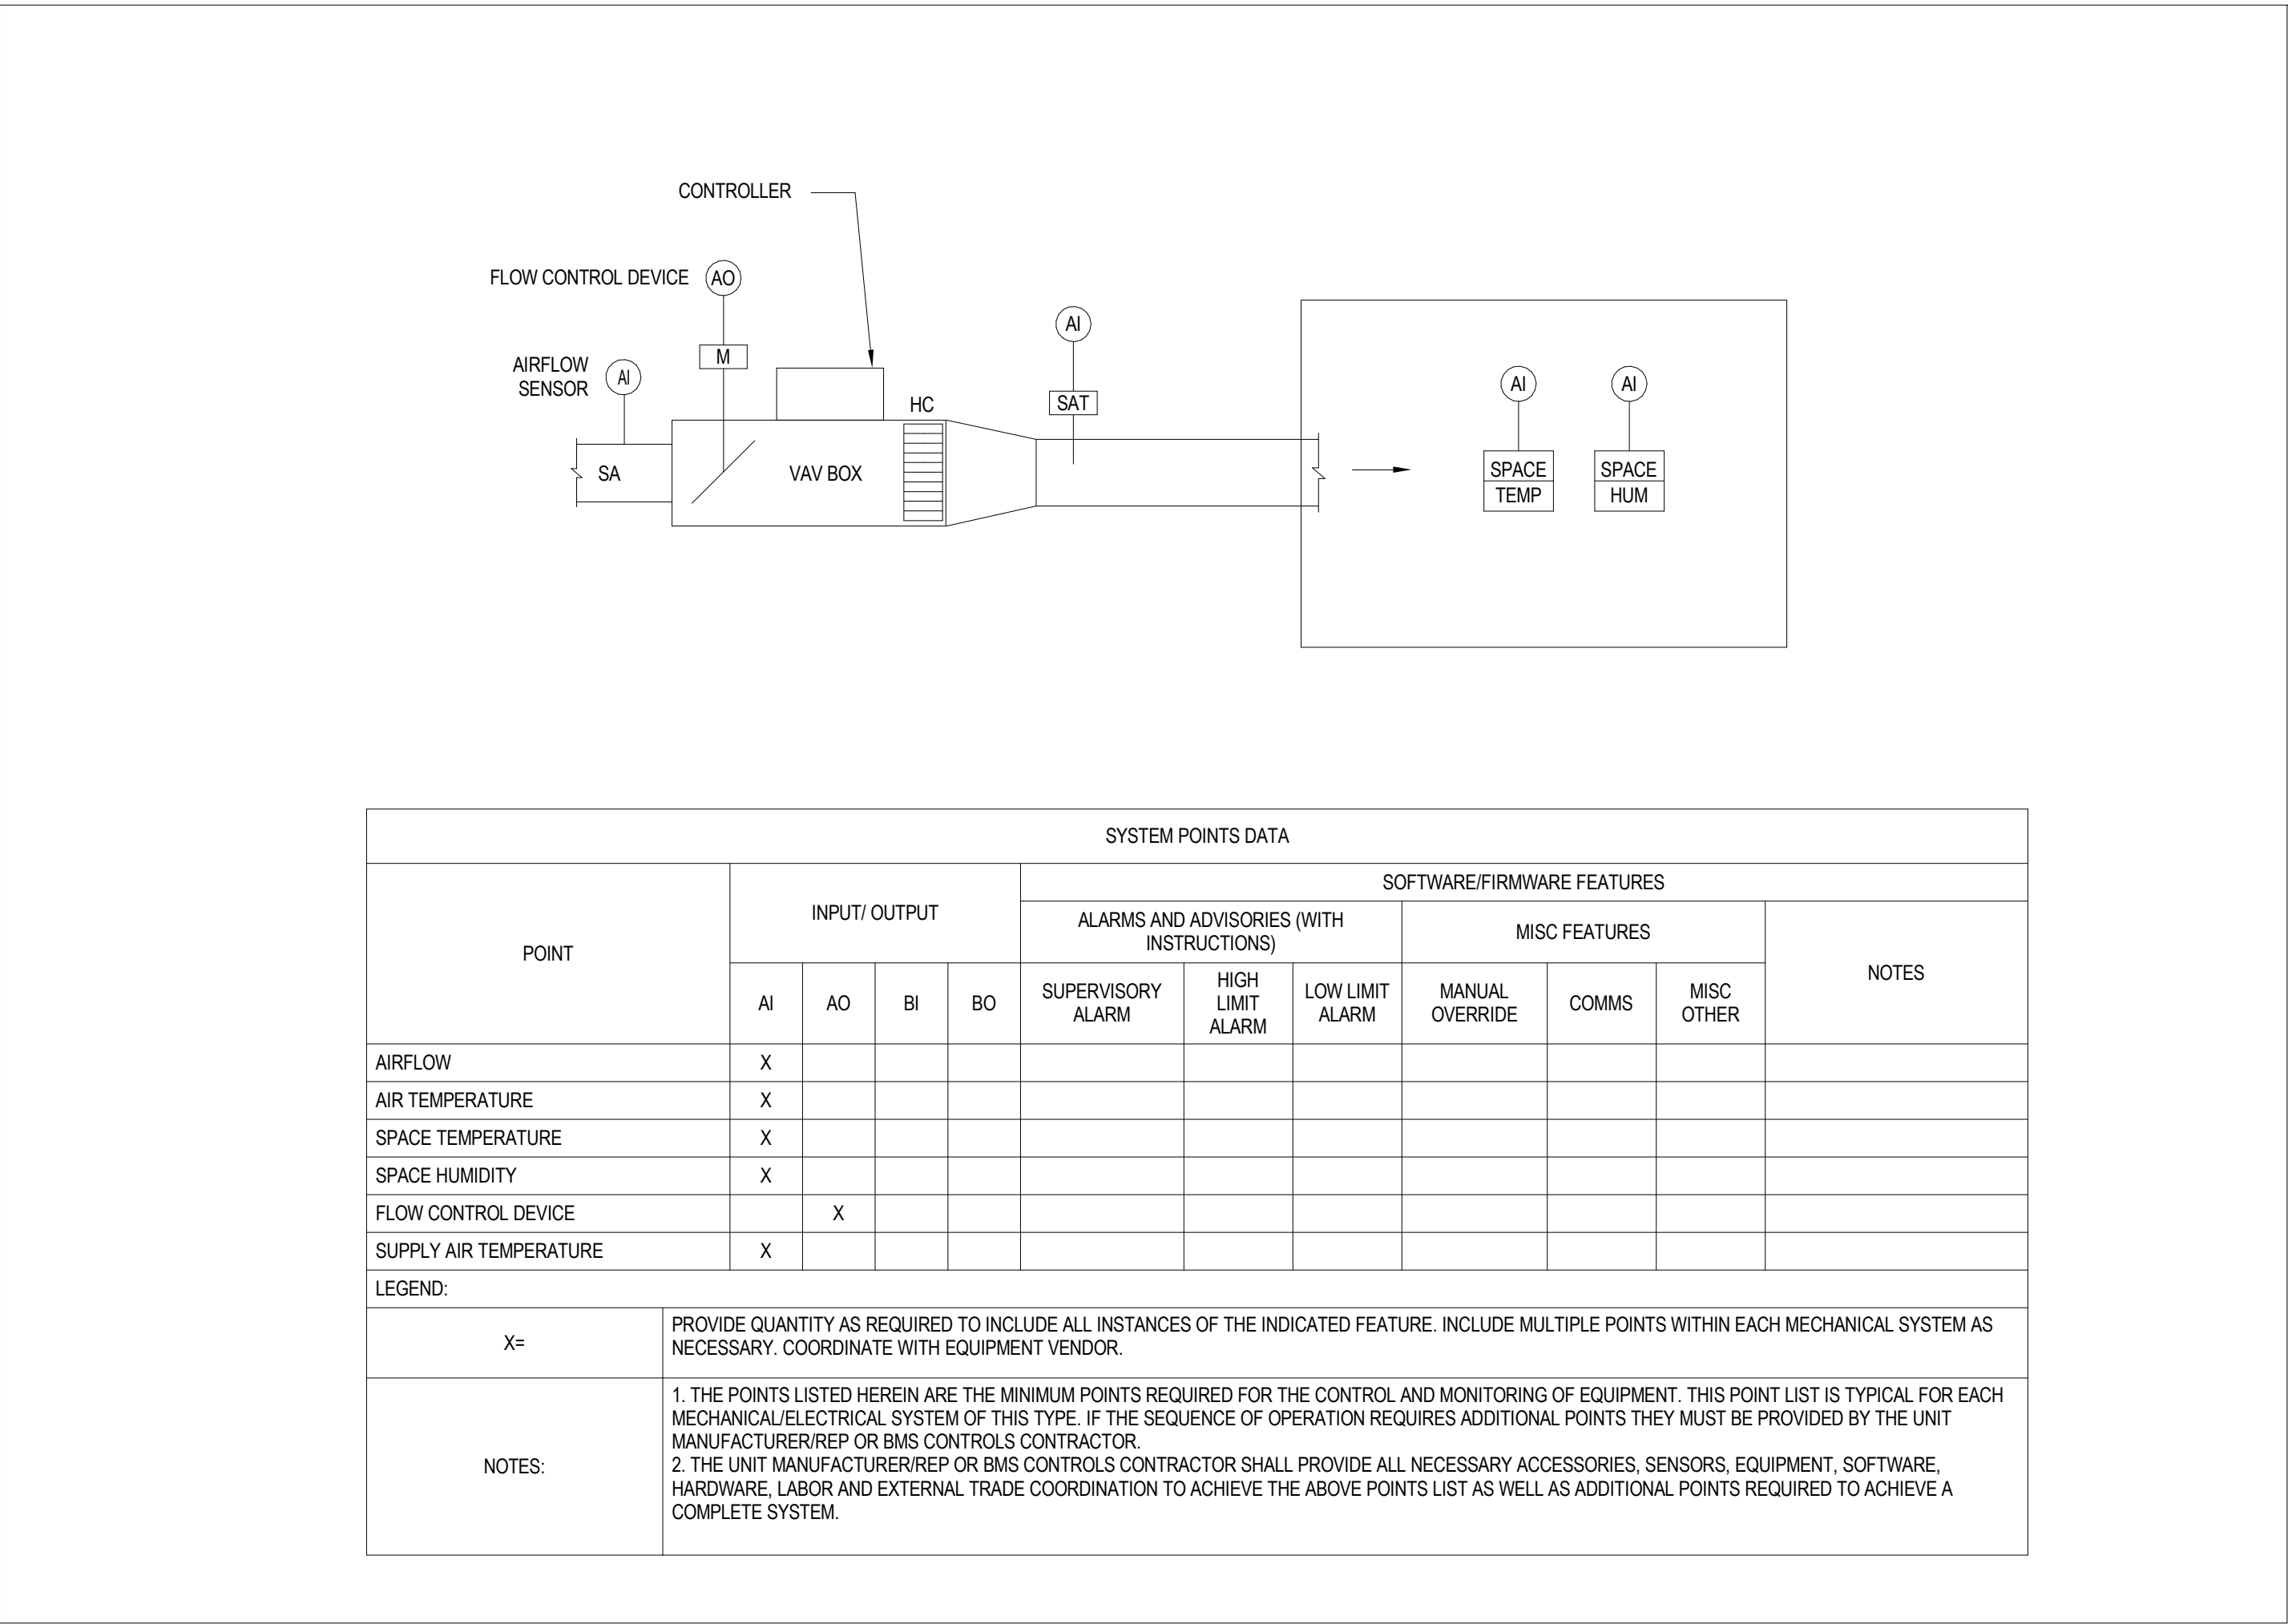 CONTROLLER
FLOW CONTROL DEVICE
AO
M
AIRFLOW
SENSOR
AI
HC
SA
VAV BOX
AI
SAT
AI
AI
SPACE
TEMP
SPACE
HUM
SYSTEM POINTS DATA
POINT
INPUT/ OUTPUT
SOFTWARE/FIRMWARE FEATURES
ALARMS AND ADVISORIES (WITH
INSTRUCTIONS)
MISC FEATURES
NOTES
AI
AO
BI
BO
SUPERVISORY
ALARM
HIGH
LIMIT
ALARM
LOW LIMIT
ALARM
MANUAL
OVERRIDE
COMMS
MISC
OTHER
AIRFLOW X
AIR TEMPERATURE X
SPACE TEMPERATURE X
SPACE HUMIDITY X
FLOW CONTROL DEVICE X
SUPPLY AIR TEMPERATURE X
LEGEND:
X=
PROVIDE QUANTITY AS REQUIRED TO INCLUDE ALL INSTANCES OF THE INDICATED FEATURE. INCLUDE MULTIPLE POINTS WITHIN EACH MECHANICAL SYSTEM AS
NECESSARY. COORDINATE WITH EQUIPMENT VENDOR.
NOTES:
1. THE POINTS LISTED HEREIN ARE THE MINIMUM POINTS REQUIRED FOR THE CONTROL AND MONITORING OF EQUIPMENT. THIS POINT LIST IS TYPICAL FOR EACH
MECHANICAL/ELECTRICAL SYSTEM OF THIS TYPE. IF THE SEQUENCE OF OPERATION REQUIRES ADDITIONAL POINTS THEY MUST BE PROVIDED BY THE UNIT
MANUFACTURER/REP OR BMS CONTROLS CONTRACTOR.
2. THE UNIT MANUFACTURER/REP OR BMS CONTROLS CONTRACTOR SHALL PROVIDE ALL NECESSARY ACCESSORIES, SENSORS, EQUIPMENT, SOFTWARE,
HARDWARE, LABOR AND EXTERNAL TRADE COORDINATION TO ACHIEVE THE ABOVE POINTS LIST AS WELL AS ADDITIONAL POINTS REQUIRED TO ACHIEVE A
COMPLETE SYSTEM.